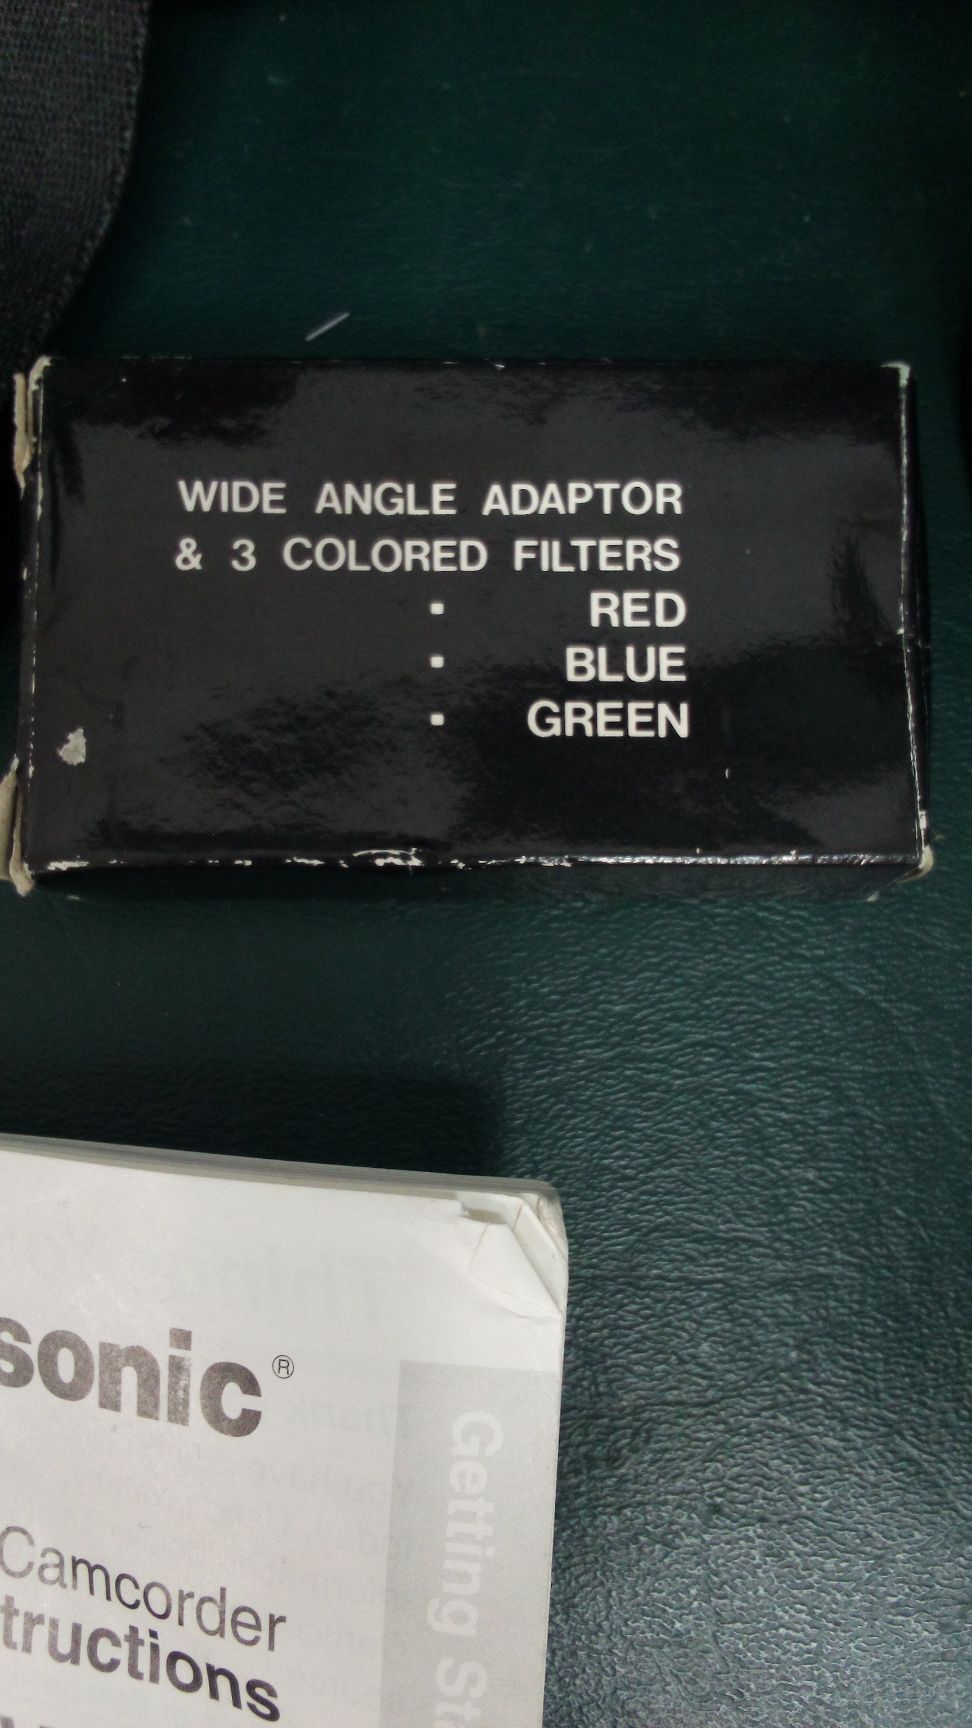 WIDE ANGLE ADAPTOR
& 3 COLORED FILTERS
▪ RED
▪ BLUE
▪ GREEN
sonic®
Camcorder
tructions
Getting St